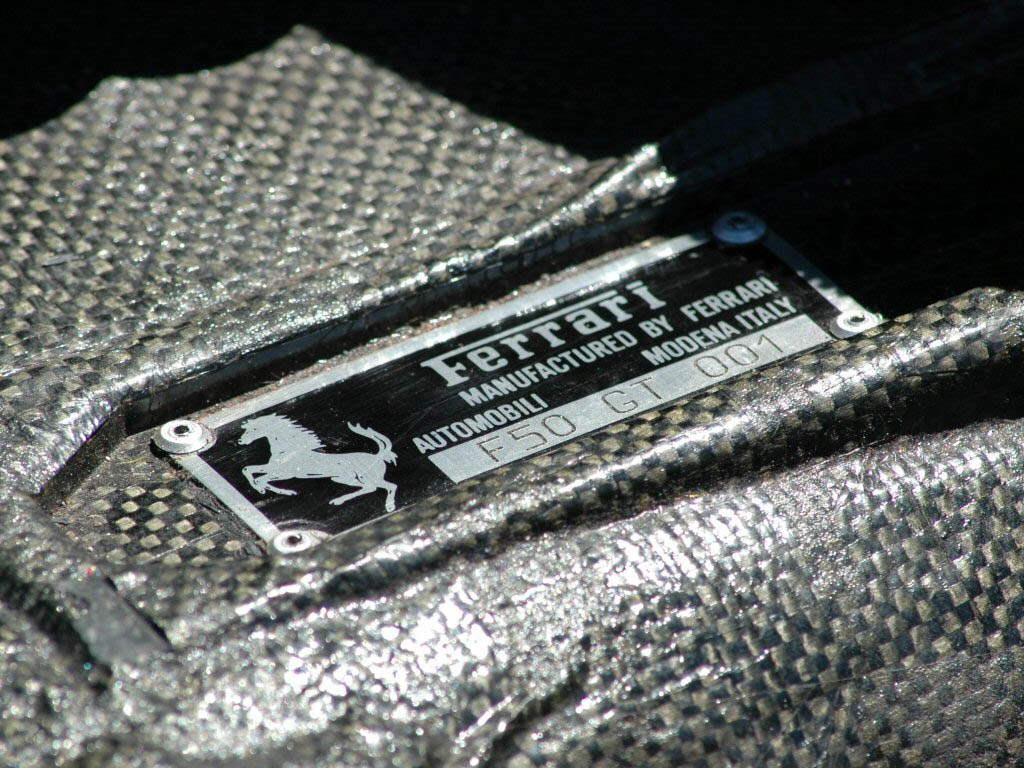 Ferrari
MANUFACTURED BY FERRARI
AUTOMOBILI MODENA ITALY
F50 GT 001